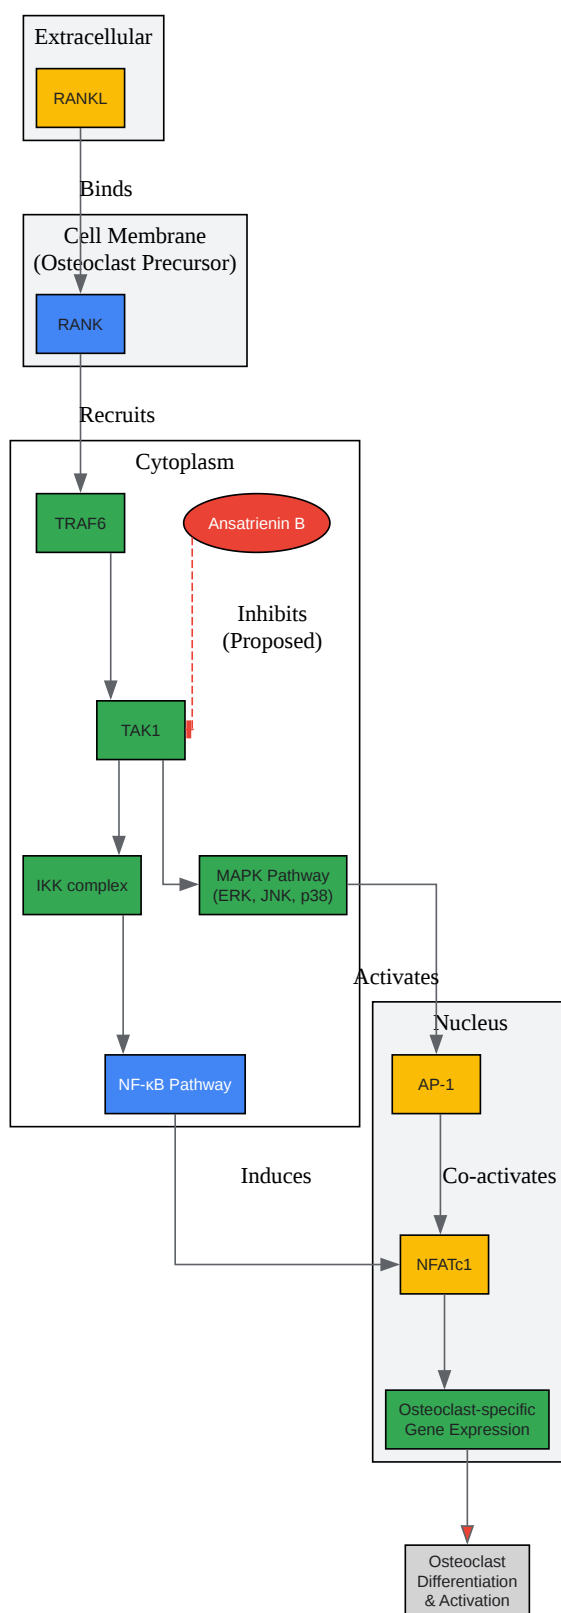 Extracellular
RANKL
Binds
Cell Membrane
(Osteoclast Precursor)
RANK
Recruits
Cytoplasm
TRAF6
Ansatrienin B
Inhibits
(Proposed)
TAK1
IKK complex
MAPK Pathway
(ERK, JNK, p38)
Activates
Nucleus
NF-κB Pathway
AP-1
Induces
Co-activates
NFATc1
Osteoclast-specific
Gene Expression
Osteoclast
Differentiation
& Activation